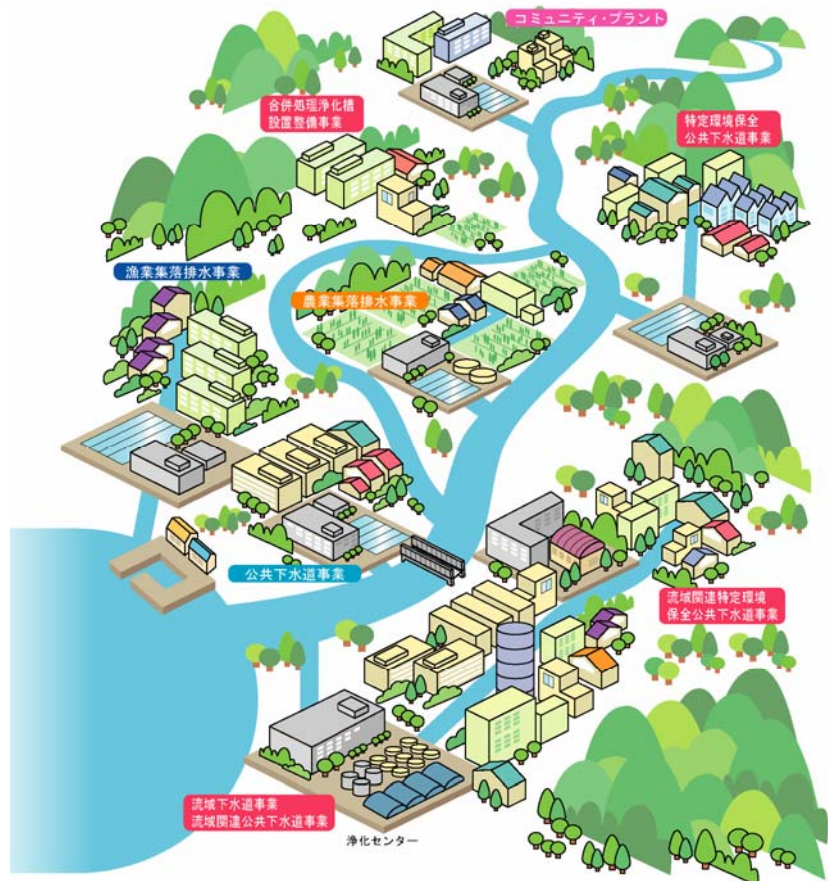 コミュニティ・プラント
合併処理浄化槽
設置整備事業
特定環境保全
公共下水道事業
漁業集落排水事業
農業集落排水事業
公共下水道事業
流域関連特定環境
保全公共下水道事業
流域下水道事業
流域関連公共下水道事業
浄化センター